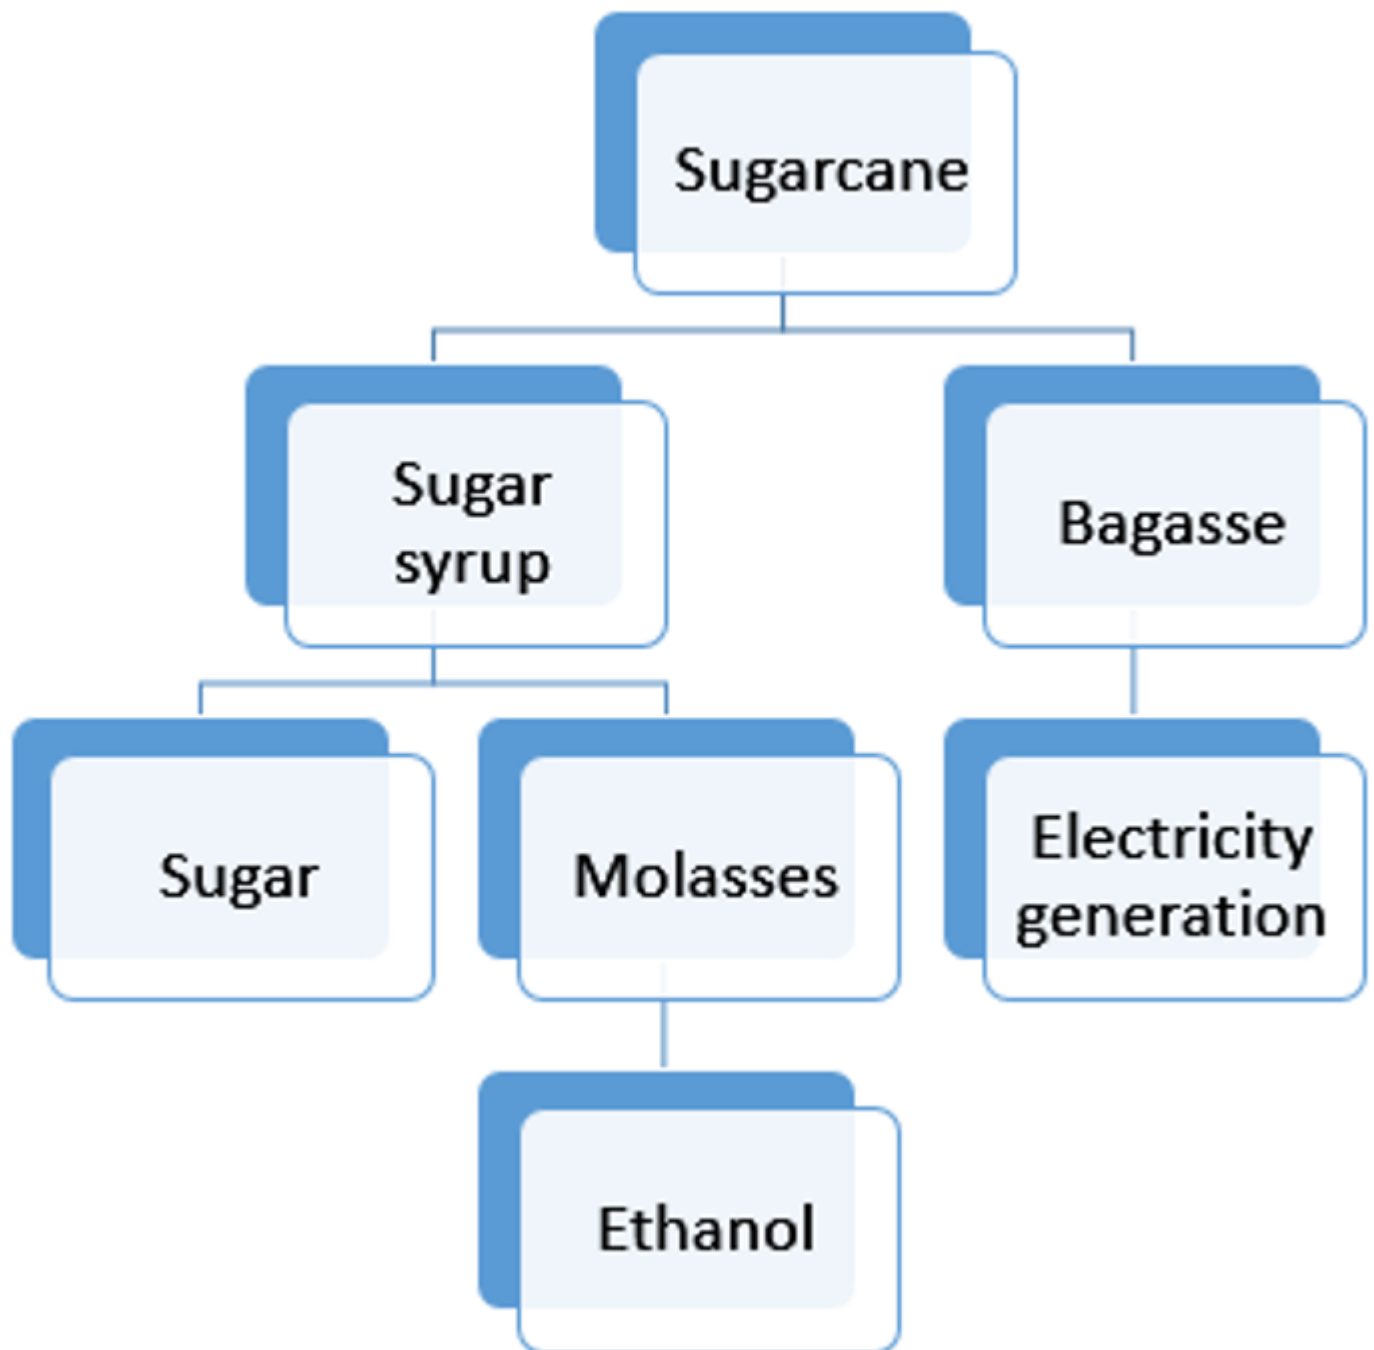 Sugarcane
Sugar
syrup
Bagasse
Sugar
Molasses
Electricity
generation
Ethanol